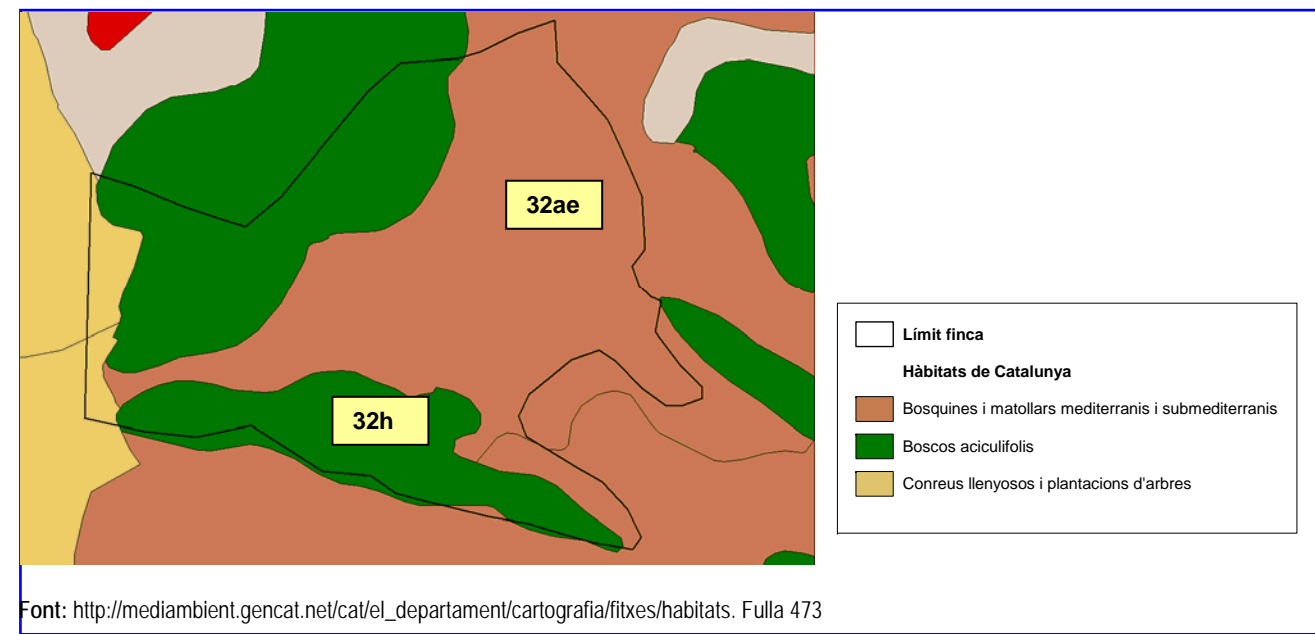 32ae
32h
Límit finca
Hàbitats de Catalunya
Bosquines i matollars mediterranis i submediterranis
Boscos aciculifolis
Conreus llenyosos i plantacions d'arbres
Font: http://mediambient.gencat.net/cat/el_departament/cartografia/fitxes/habitats. Fulla 473